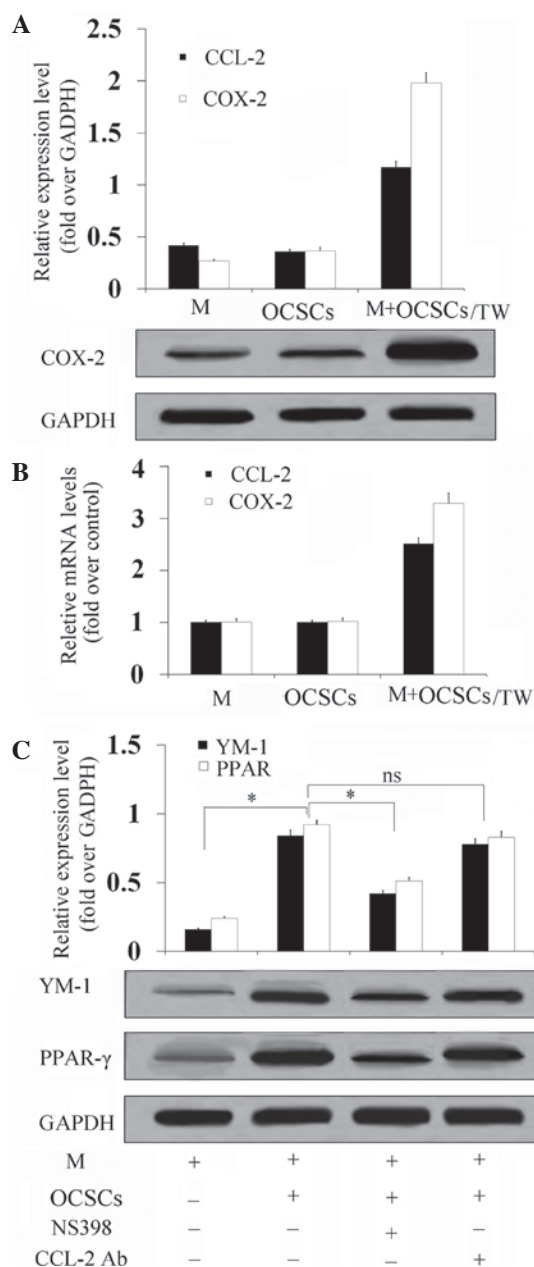 A
2.5
2
1.5
1
0.5
0
Relative expression level
(fold over GADPH)
CCL-2
COX-2
M OCSCs M+OCSCs/TW
COX-2
GAPDH
B
4
3
2
1
0
Reletive mRNA levels
(fold over control)
CCL-2
COX-2
M OCSCs M+OCSCs/TW
C
1.5
1
0.5
0
Relative expression level
(fold over GADPH)
YM-1
PPAR
* * ns
YM-1
PPAR-γ
GAPDH
M + + + +
OCSCs – + + +
NS398 – – + –
CCL-2 Ab – – – +